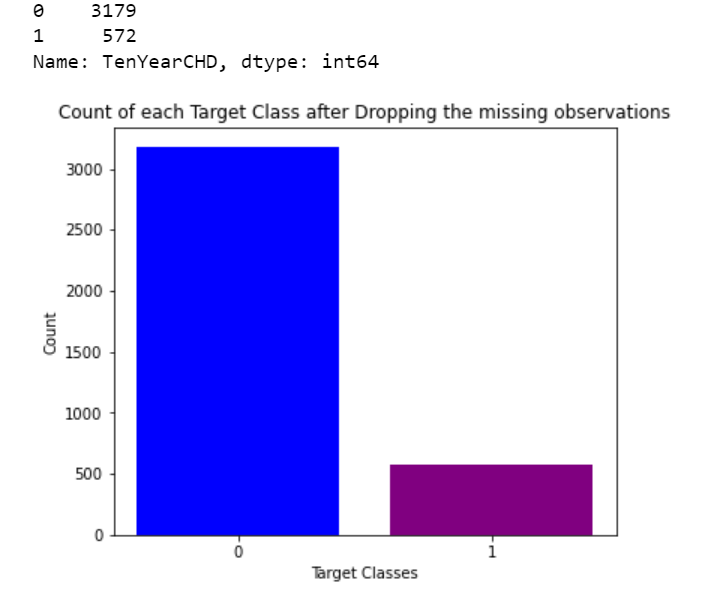 0    3179
1     572
Name: TenYearCHD, dtype: int64
Count of each Target Class after Dropping the missing observations
3000
2500
2000
1500
1000
500
0
Count
0 1
Target Classes